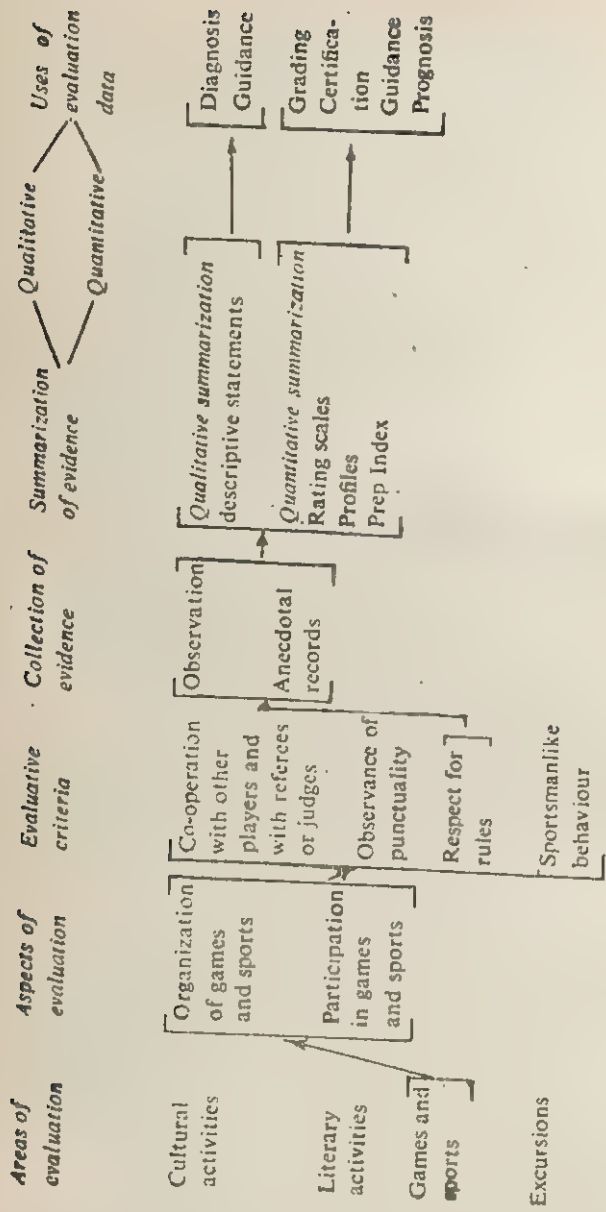 Areas of
evaluation
Cultural
activities
Literary
activities
Games and
sports
Excursions
Aspects of
evaluation
Organization
of games
and sports
Participation
in games
and sports
Evaluative
criteria
Co-operation
with other
players and
with referees
or judges
Observance of
punctuality
Respect for
rules
Sportsmanlike
behaviour
Collection of
evidence
Observation
Anecdotal
records
Summarization
of evidence
Qualitative
Quantitative
Qualitative summarization
descriptive statements
Quantitative summarization
Rating scales
Profiles
Prep Index
Uses of
evaluation
data
Diagnosis
Guidance
Grading
Certifica-
tion
Guidance
Prognosis